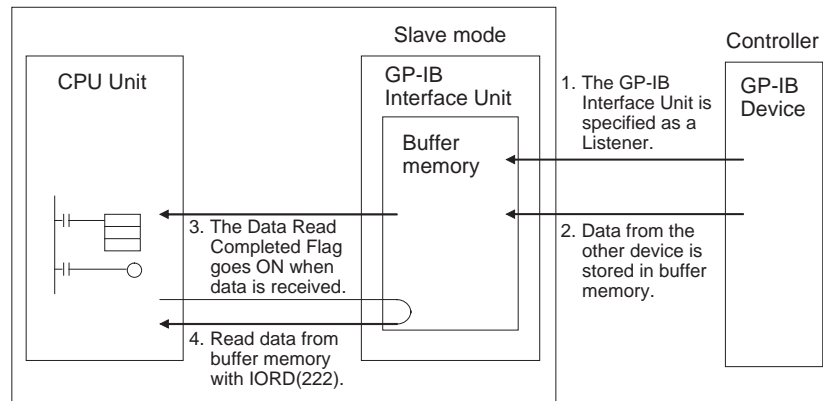 Slave mode
Controller
CPU Unit
GP-IB
Interface Unit
Buffer
memory
1. The GP-IB
Interface Unit is
specified as a
Listener.
GP-IB
Device
3. The Data Read
Completed Flag
goes ON when
data is received.
2. Data from the
other device is
stored in buffer
memory.
4. Read data from
buffer memory
with IORD(222).